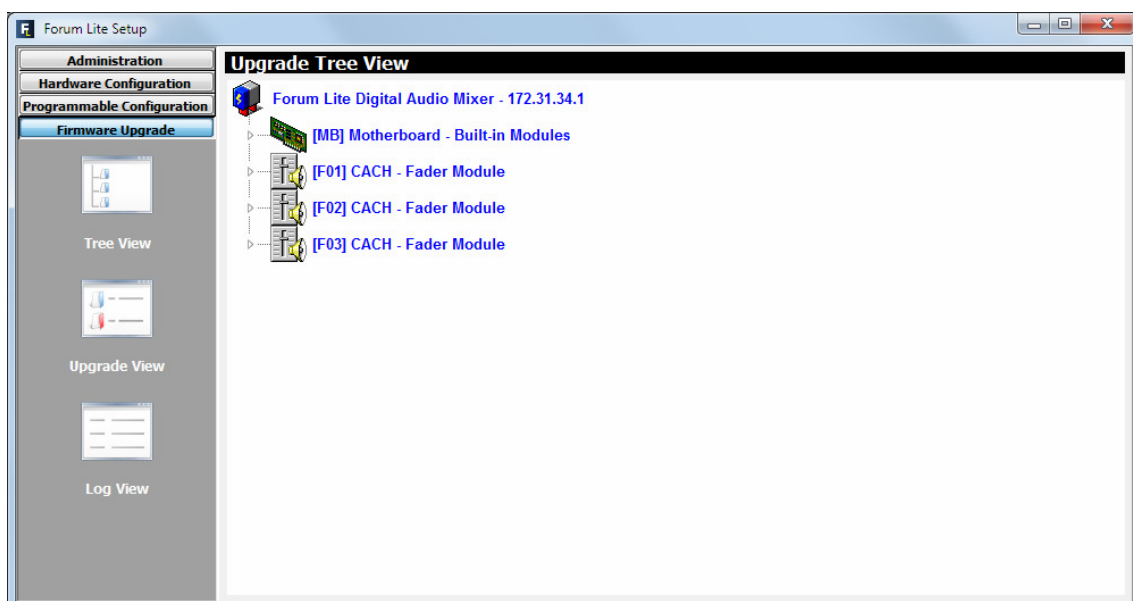 Forum Lite Setup
Administration
Hardware Configuration
Programmable Configuration
Firmware Upgrade
Tree View
Upgrade View
Log View
Upgrade Tree View
Forum Lite Digital Audio Mixer - 172.31.34.1
[MB] Motherboard - Built-in Modules
[F01] CACH - Fader Module
[F02] CACH - Fader Module
[F03] CACH - Fader Module